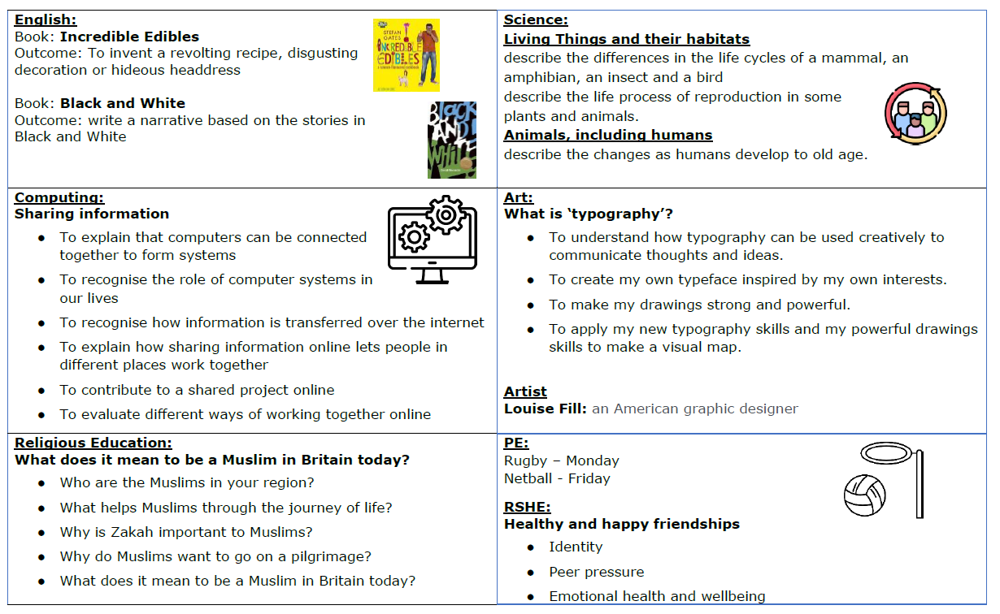 English:
Book: Incredible Edibles
Outcome: To invent a revolting recipe, disgusting
decoration or hideous headdress
STEFAN
GATES
INCREDIBLE
EDIBLES
Book: Black and White
Outcome: write a narrative based on the stories in
Black and White
Black
AND
WHITE
Science:
Living Things and their habitats
describe the differences in the life cycles of a mammal, an
amphibian, an insect and a bird
describe the life process of reproduction in some
plants and animals.
Animals, including humans
describe the changes as humans develop to old age.
Computing:
Sharing information
● To explain that computers can be connected
together to form systems
● To recognise the role of computer systems in
our lives
● To recognise how information is transferred over the internet
● To explain how sharing information online lets people in
different places work together
● To contribute to a shared project online
● To evaluate different ways of working together online
Art:
What is ‘typography’?
● To understand how typography can be used creatively to
communicate thoughts and ideas.
● To create my own typeface inspired by my own interests.
● To make my drawings strong and powerful.
● To apply my new typography skills and my powerful drawings
skills to make a visual map.
Artist
Louise Fill: an American graphic designer
Religious Education:
What does it mean to be a Muslim in Britain today?
● Who are the Muslims in your region?
● What helps Muslims through the journey of life?
● Why is Zakah important to Muslims?
● Why do Muslims want to go on a pilgrimage?
● What does it mean to be a Muslim in Britain today?
PE:
Rugby – Monday
Netball - Friday
RSHE:
Healthy and happy friendships
● Identity
● Peer pressure
● Emotional health and wellbeing